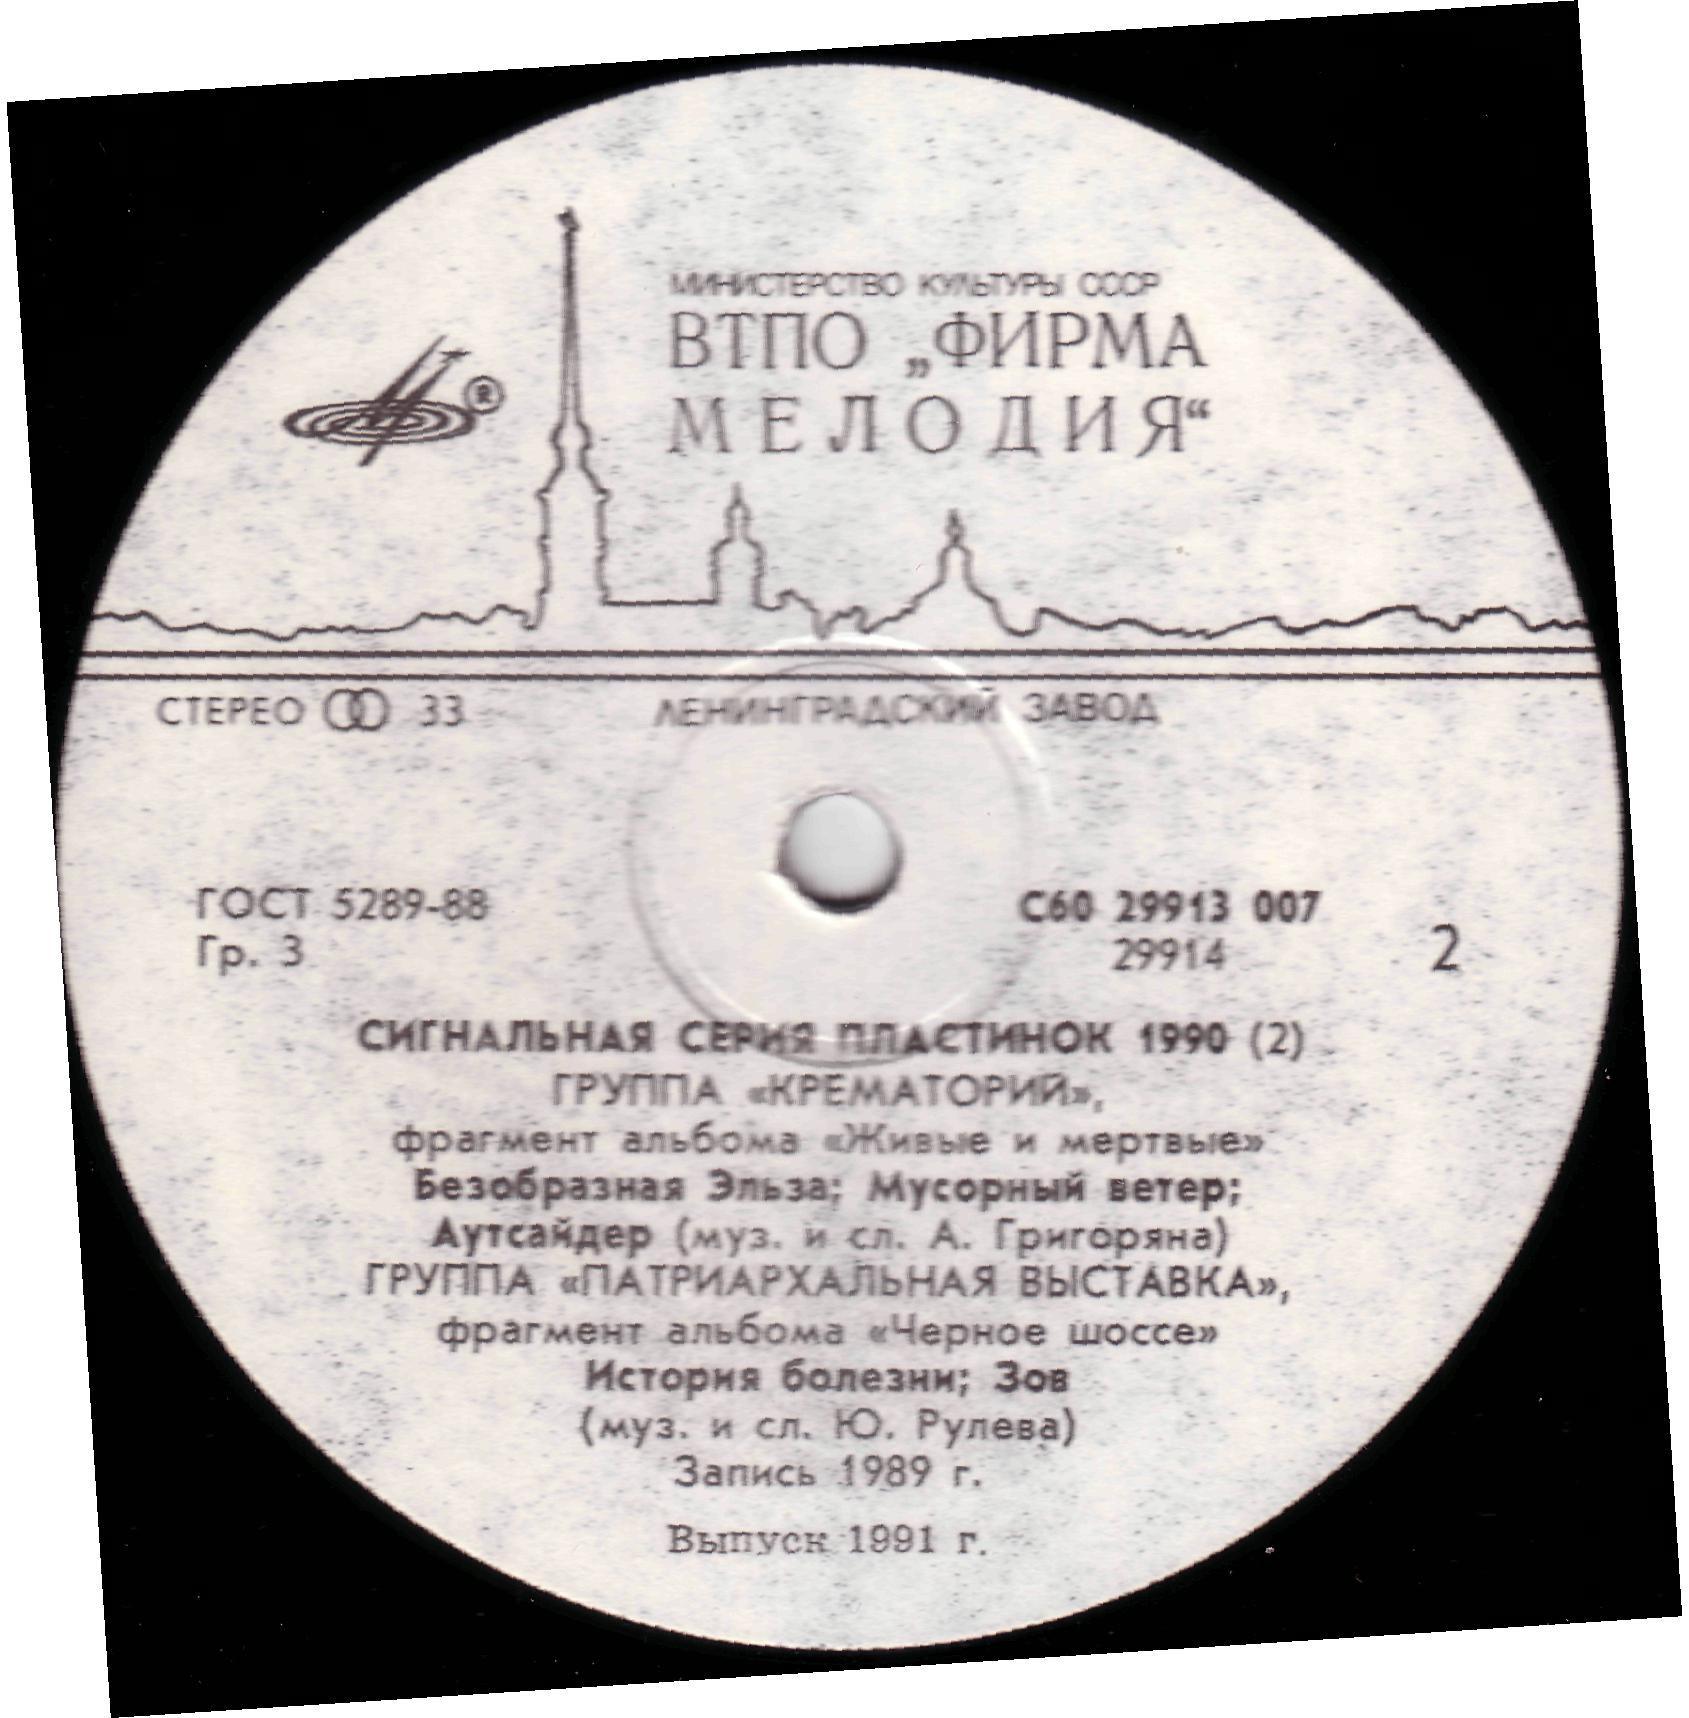 МИНИСТЕРСТВО КУЛЬТУРЫ СССР
ВТПО „ФИРМА
МЕЛОДИЯ“
®
СТЕРЕО 33 ЛЕНИНГРАДСКИЙ ЗАВОД
ГОСТ 5289-88 С60 29913 007
Гр. 3 29914 2
СИГНАЛЬНАЯ СЕРИЯ ПЛАСТИНОК 1990 (2)
ГРУППА «КРЕМАТОРИЙ»,
фрагмент альбома «Живые и мертвые»
Безобразная Эльза; Мусорный ветер;
Аутсайдер (муз. и сл. А. Григоряна)
ГРУППА «ПАТРИАРХАЛЬНАЯ ВЫСТАВКА»,
фрагмент альбома «Черное шоссе»
История болезни; Зов
(муз. и сл. Ю. Рулева)
Запись 1989 г.
Выпуск 1991 г.